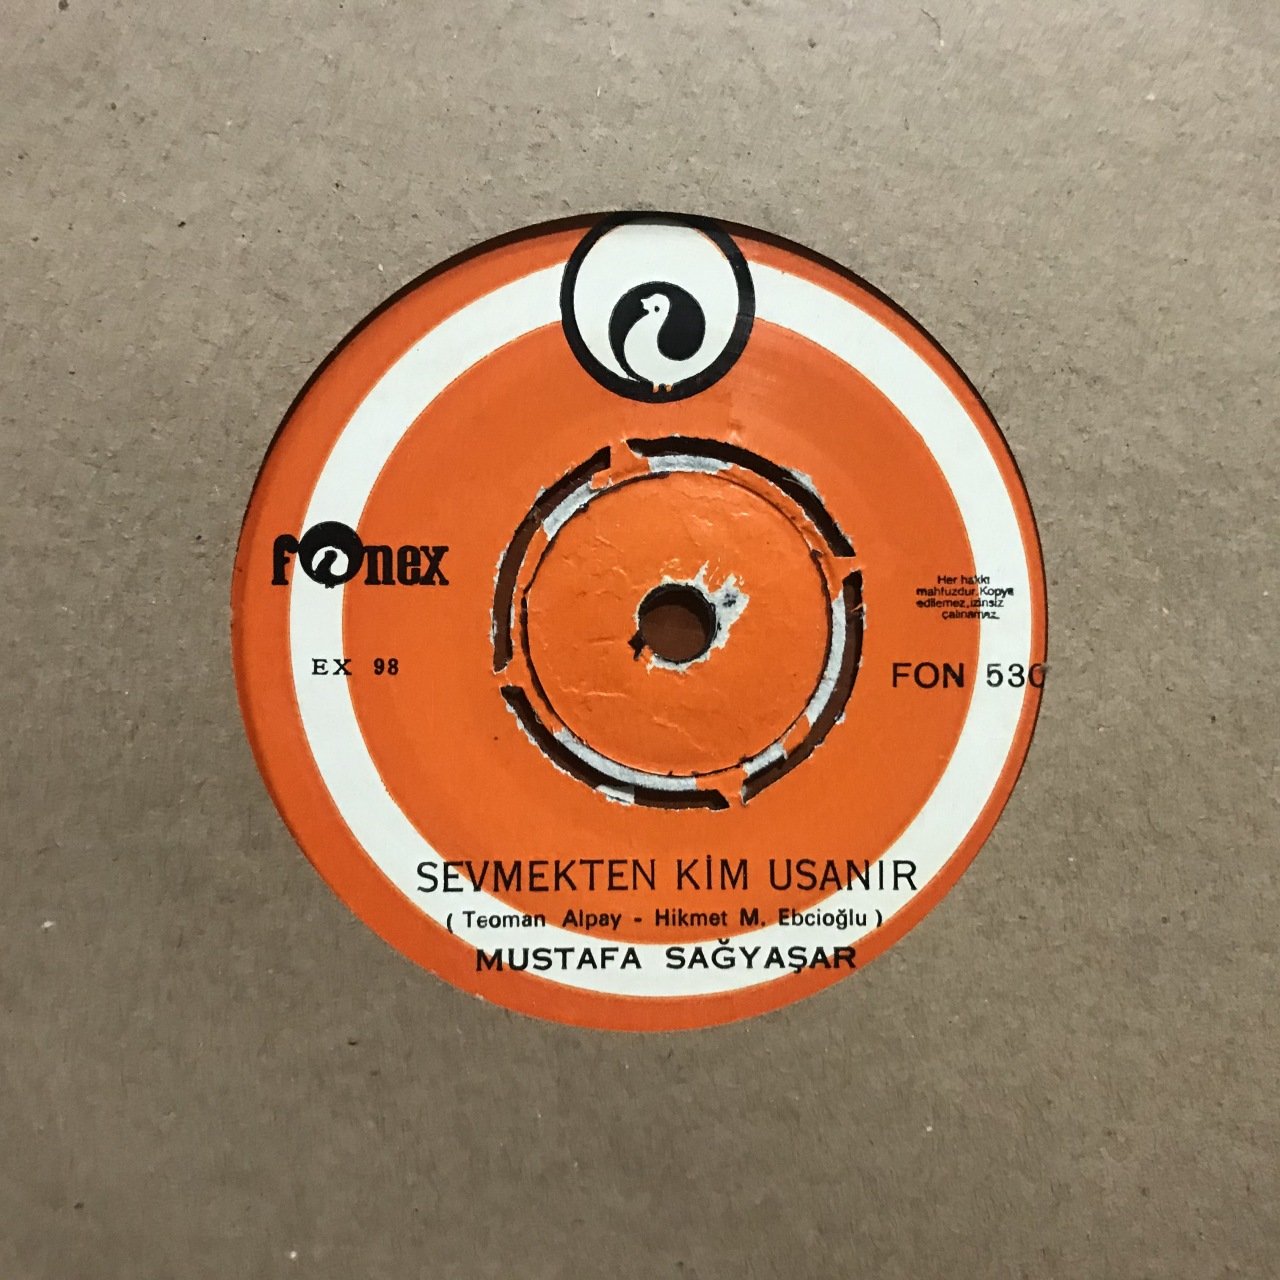 fonex
Her hakkı
mahfuzdur.Kopya
edilemez,izinsiz
çalınamaz.
EX 98
FON 530
SEVMEKTEN KİM USANIR
( Teoman Alpay - Hikmet M. Ebcioğlu )
MUSTAFA SAĞYAŞAR